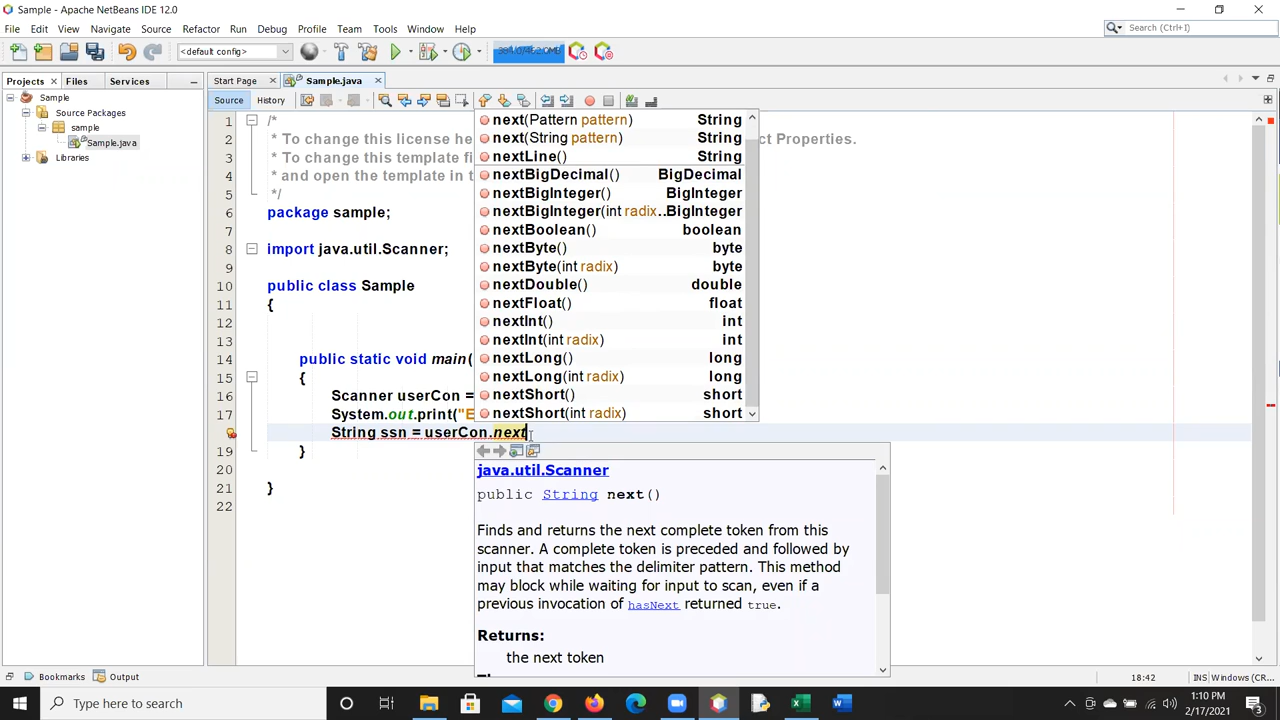 Sample - Apache NetBeans IDE 12.0
File Edit View Navigate Source Refactor Run Debug Profile Team Tools Window Help
Search (Ctrl+I)
<default config>
Projects Files Services
Start Page Sample.java
Source History
Sample
Source Packages
sample
Sample.java
Libraries
1 /*
2 * To change this license he ct Properties.
3 * To change this template fi
4 * and open the template in t
5 */
6 package sample;
7
8 import java.util.Scanner;
9
10 public class Sample
11 {
12
13
14 public static void main(
15 {
16 Scanner userCon =
17 System.out.print("E
String ssn = userCon.next
19 }
20
21 }
22
next(Pattern pattern) String
next(String pattern) String
nextLine() String
nextBigDecimal() BigDecimal
nextBigInteger() BigInteger
nextBigInteger(int radix..BigInteger
nextBoolean() boolean
nextByte() byte
nextByte(int radix) byte
nextDouble() double
nextFloat() float
nextInt() int
nextInt(int radix) int
nextLong() long
nextLong(int radix) long
nextShort() short
nextShort(int radix) short
java.util.Scanner
public String next()
Finds and returns the next complete token from this
scanner. A complete token is preceded and followed by
input that matches the delimiter pattern. This method
may block while waiting for input to scan, even if a
previous invocation of hasNext returned true.
Returns:
the next token
Bookmarks Output
18:42 INS Windows (CR...
Type here to search
1:10 PM
2/17/2021
3